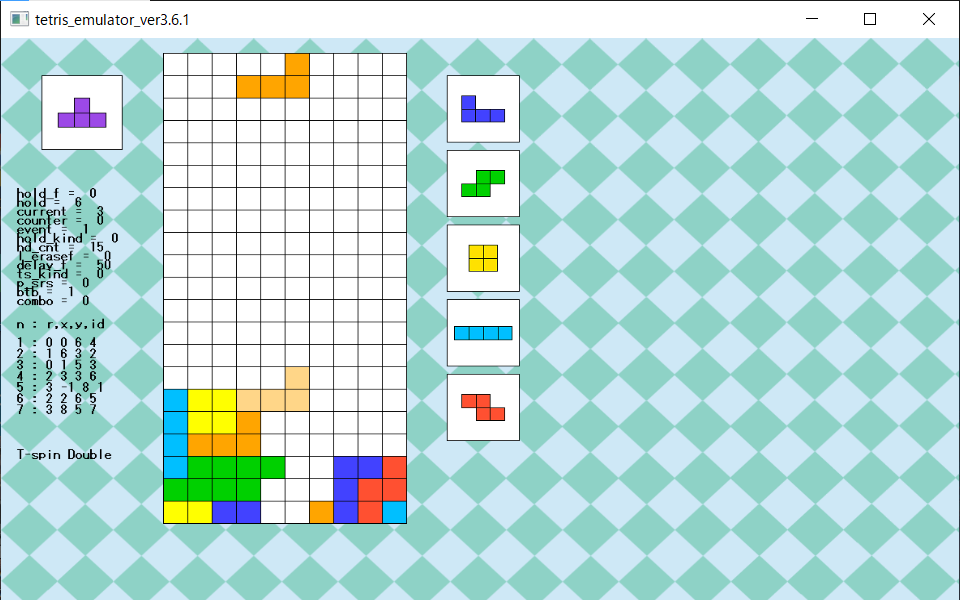 tetris_emulator_ver3.6.1
hold_f = 0
hold = 6
current = 3
counter = 0
event = 1
hold_kind = 0
hd_cnt = 15
l_erasef = 0
delay_f = 50
ts_kind = 0
p_srs = 0
btb = 1
combo = 0
n : r,x,y,id
1 : 0 0 6 4
2 : 1 6 3 2
3 : 0 1 5 3
4 : 2 3 3 6
5 : 3 -1 8 1
6 : 2 2 6 5
7 : 3 8 5 7
T-spin Double